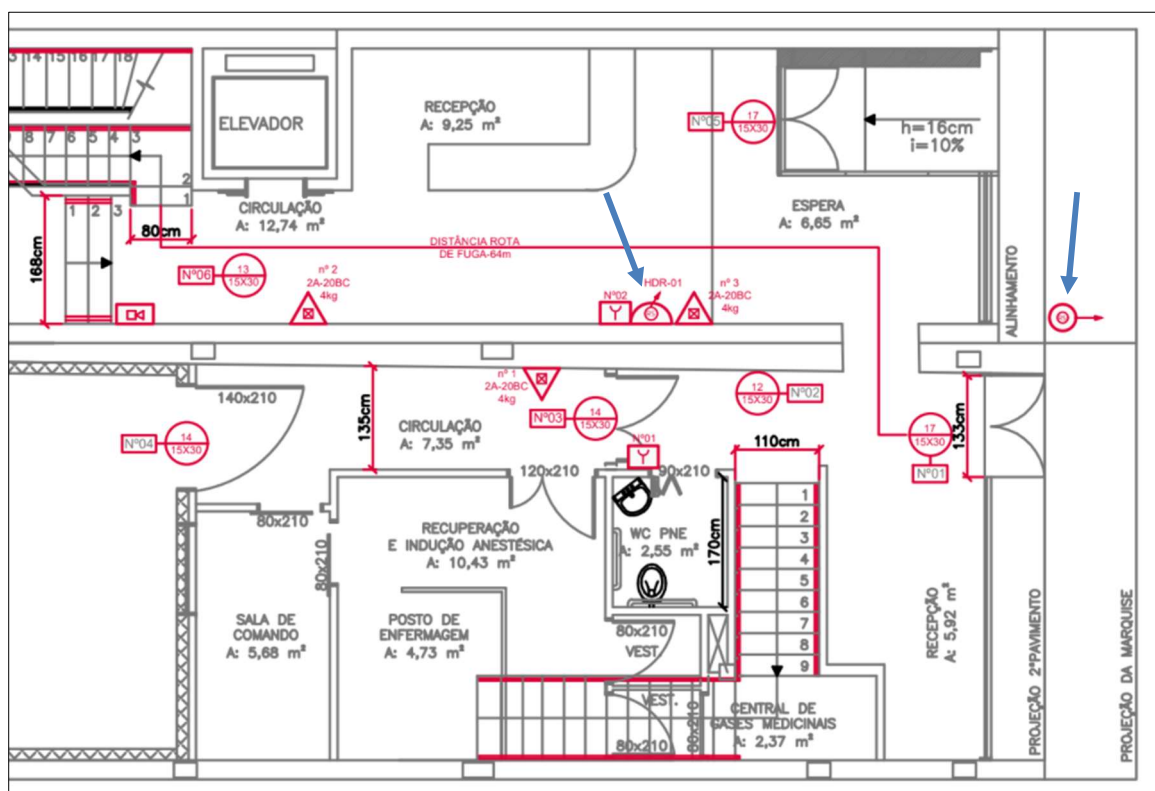 13 14 15 16 17 18
9 8 7 6 5 4 3
2
1
ELEVADOR
RECEPÇÃO
A: 9,25 m²
Nº05
17
15X30
h=16cm
i=10%
CIRCULAÇÃO
A: 12,74 m²
ESPERA
A: 6,65 m²
1 2 3
80cm
168cm
DISTÂNCIA ROTA
DE FUGA-64m
Nº06
13
15X30
nº 2
2A-20BC
4kg
Nº02
HDR-01
nº 3
2A-20BC
4kg
ALINHAMENTO
nº 1
2A-20BC
4kg
140x210
135cm
CIRCULAÇÃO
A: 7,35 m²
Nº03
14
15X30
12
15X30
Nº02
Nº04
14
15X30
Nº01
17
15X30
Nº01
133cm
110cm
120x210
90x210
80x210
80x210
RECUPERAÇÃO
E INDUÇÃO ANESTÉSICA
A: 10,43 m²
WC PNE
A: 2,55 m²
170cm
1
2
3
4
5
6
7
8
9
SALA DE
COMANDO
A: 5,68 m²
POSTO DE
ENFERMAGEM
A: 4,73 m²
80x210
VEST.
VEST.
80x210
80x210
CENTRAL DE
GASES MEDICINAIS
A: 2,37 m²
RECEPÇÃO
A: 5,92 m²
PROJEÇÃO 2ºPAVIMENTO
PROJEÇÃO DA MARQUISE